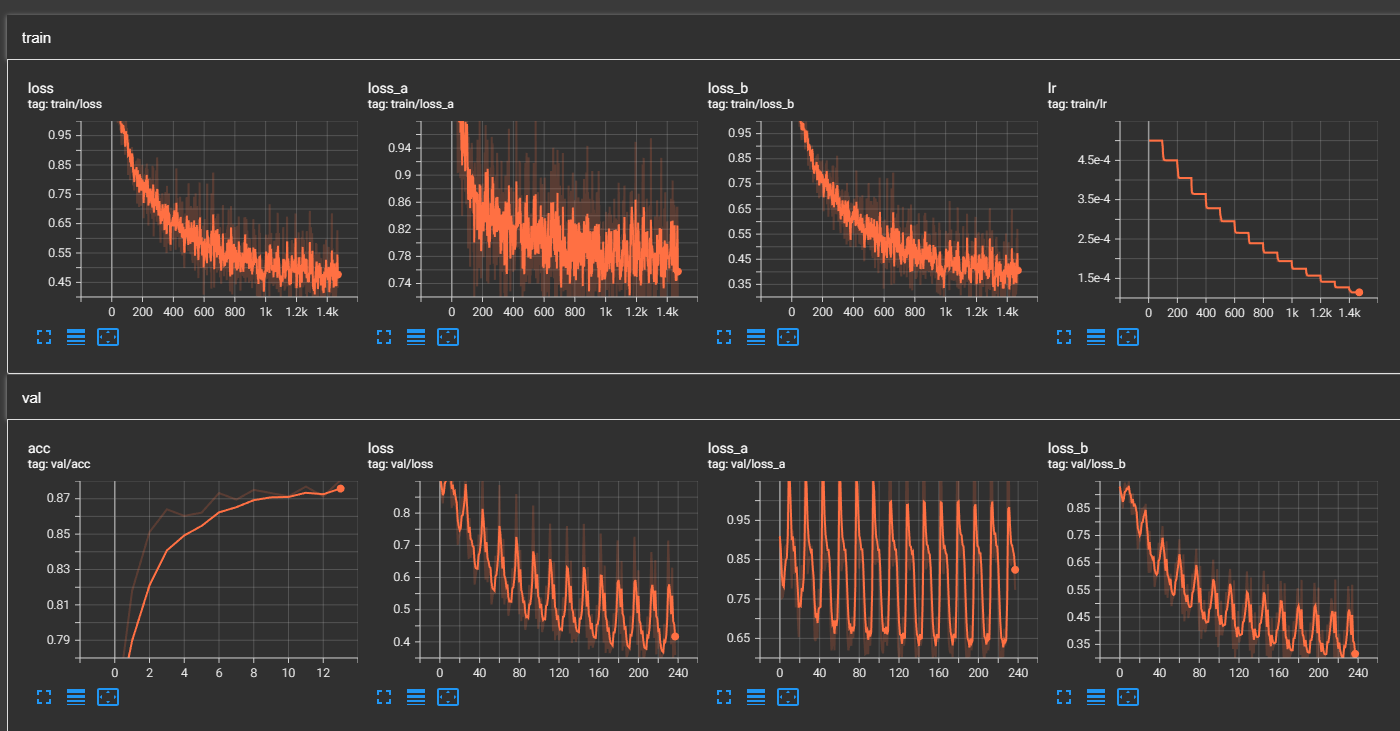 train
loss
tag: train/loss
0.95
0.85
0.75
0.65
0.55
0.45
0 200 400 600 800 1k 1.2k 1.4k
loss_a
tag: train/loss_a
0.94
0.9
0.86
0.82
0.78
0.74
0 200 400 600 800 1k 1.2k 1.4k
loss_b
tag: train/loss_b
0.95
0.85
0.75
0.65
0.55
0.45
0.35
0 200 400 600 800 1k 1.2k 1.4k
lr
tag: train/lr
4.5e-4
3.5e-4
2.5e-4
1.5e-4
0 200 400 600 800 1k 1.2k 1.4k
val
acc
tag: val/acc
0.87
0.85
0.83
0.81
0.79
0 2 4 6 8 10 12
loss
tag: val/loss
0.8
0.7
0.6
0.5
0.4
0 40 80 120 160 200 240
loss_a
tag: val/loss_a
0.95
0.85
0.75
0.65
0 40 80 120 160 200 240
loss_b
tag: val/loss_b
0.85
0.75
0.65
0.55
0.45
0.35
0 40 80 120 160 200 240